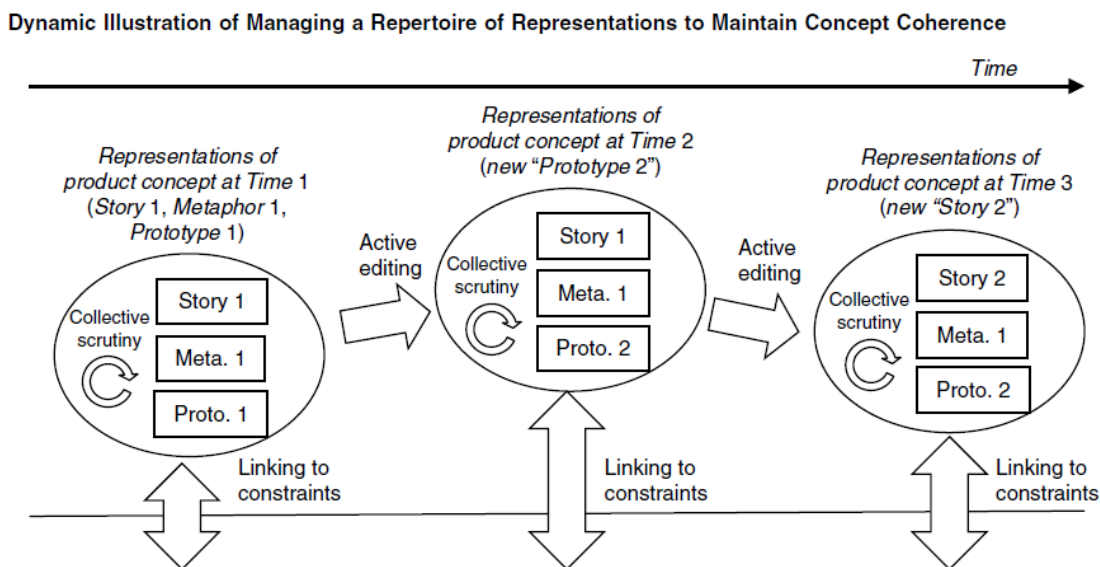 Dynamic Illustration of Managing a Repertoire of Representations to Maintain Concept Coherence
Time
Representations of
product concept at Time 1
(Story 1, Metaphor 1,
Prototype 1)
Collective
scrutiny
Story 1
Meta. 1
Proto. 1
Linking to
constraints
Active
editing
Representations of
product concept at Time 2
(new “Prototype 2”)
Collective
scrutiny
Story 1
Meta. 1
Proto. 2
Linking to
constraints
Active
editing
Representations of
product concept at Time 3
(new “Story 2”)
Collective
scrutiny
Story 2
Meta. 1
Proto. 2
Linking to
constraints